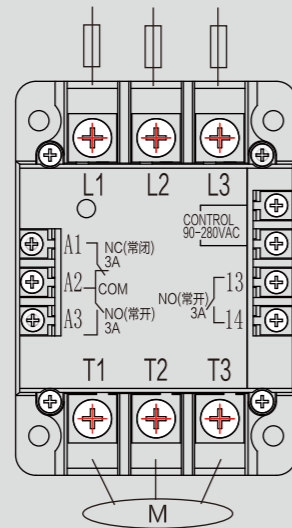 L1 L2 L3
CONTROL
90-280VAC
A1 NC(常闭)
3A
A2 COM
A3 NO(常开)
3A
NO(常开) 13
3A 14
T1 T2 T3
M